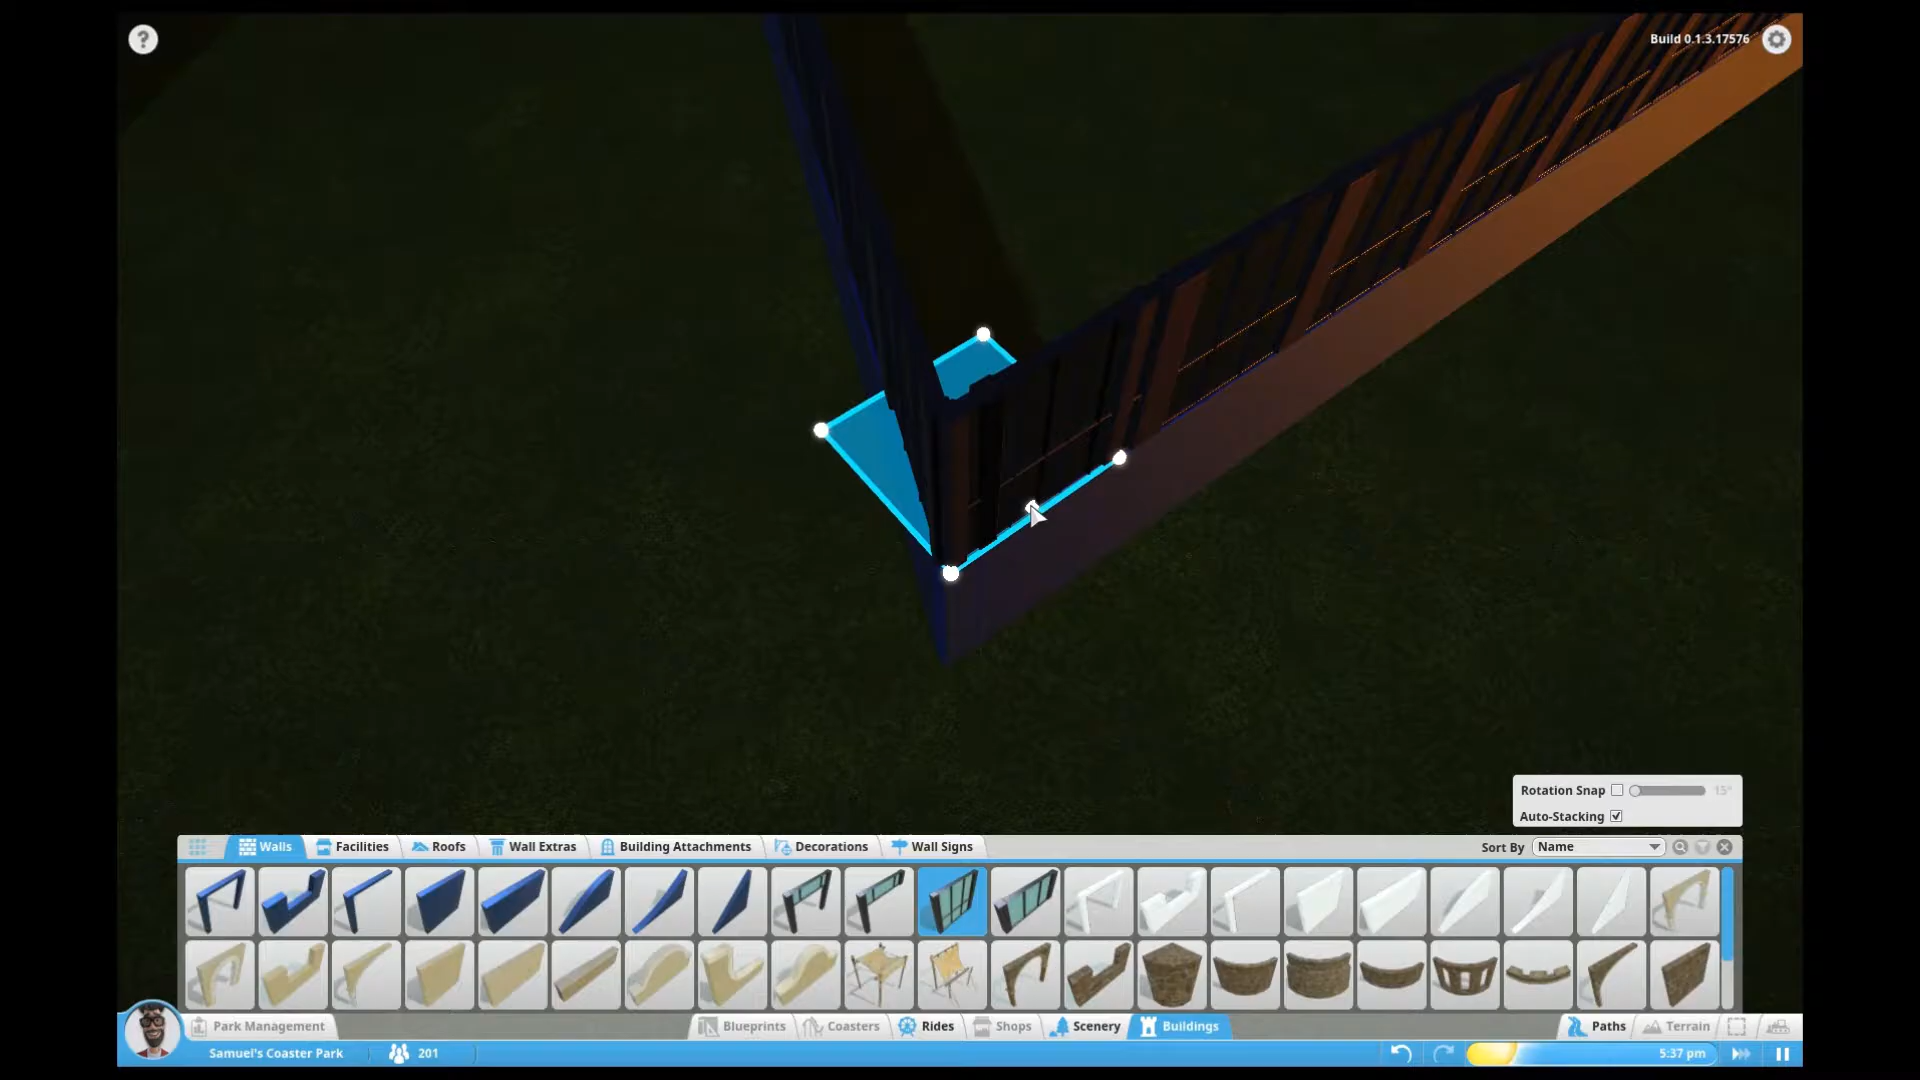 ?
Build 0.1.3.17576
Rotation Snap 15°
Auto-Stacking
Walls Facilities Roofs Wall Extras Building Attachments Decorations Wall Signs Sort By Name
Park Management Blueprints Coasters Rides Shops Scenery Buildings Paths Terrain
Samuel's Coaster Park 201 5:37 pm